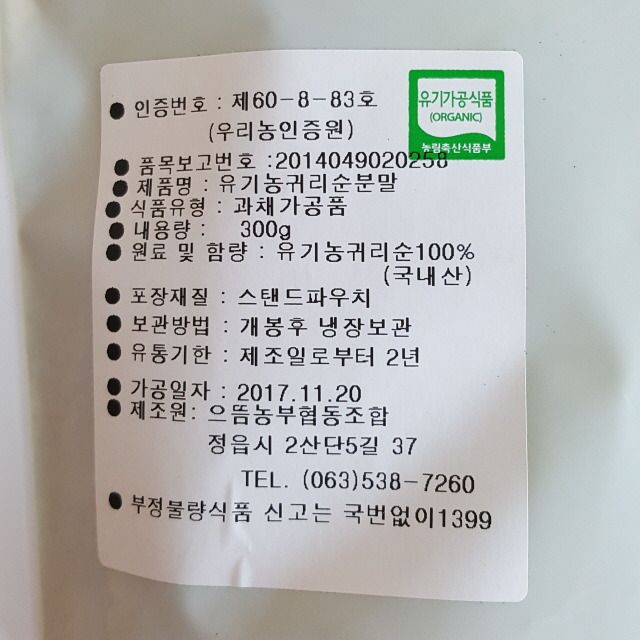 ● 인증번호 : 제60-8-83호
(우리농인증원)
유기가공식품
(ORGANIC)
농림축산식품부
● 품목보고번호 :2014049020258
● 제품명 : 유기농귀리순분말
● 식품유형 : 과채가공품
● 내용량 : 300g
● 원료 및 함량 : 유기농귀리순100%
(국내산)
● 포장재질 : 스탠드파우치
● 보관방법 : 개봉후 냉장보관
● 유통기한 : 제조일로부터 2년
● 가공일자 : 2017.11.20
● 제조원: 으뜸농부협동조합
정읍시 2산단5길 37
TEL. (063)538-7260
● 부정불량식품 신고는 국번없이1399